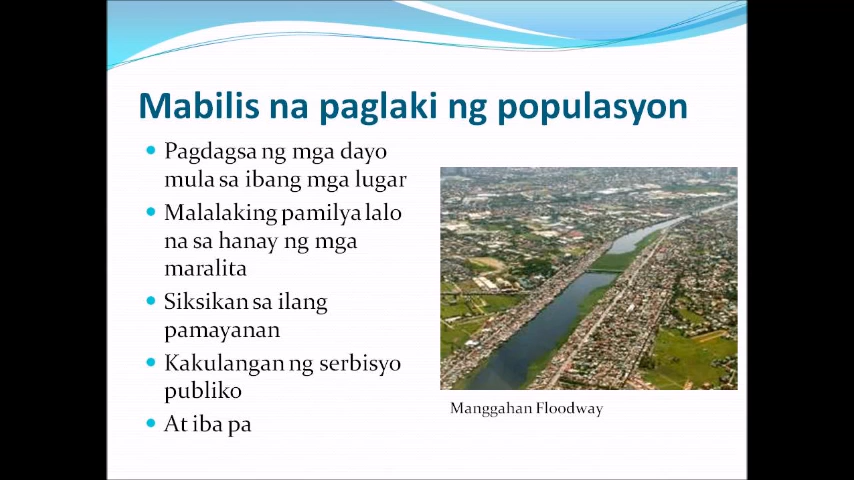 Mabilis na paglaki ng populasyon
Pagdagsa ng mga dayo
mula sa ibang mga lugar
Malalaking pamilya lalo
na sa hanay ng mga
maralita
Siksikan sa ilang
pamayanan
Kakulangan ng serbisyo
publiko
At iba pa
Manggahan Floodway